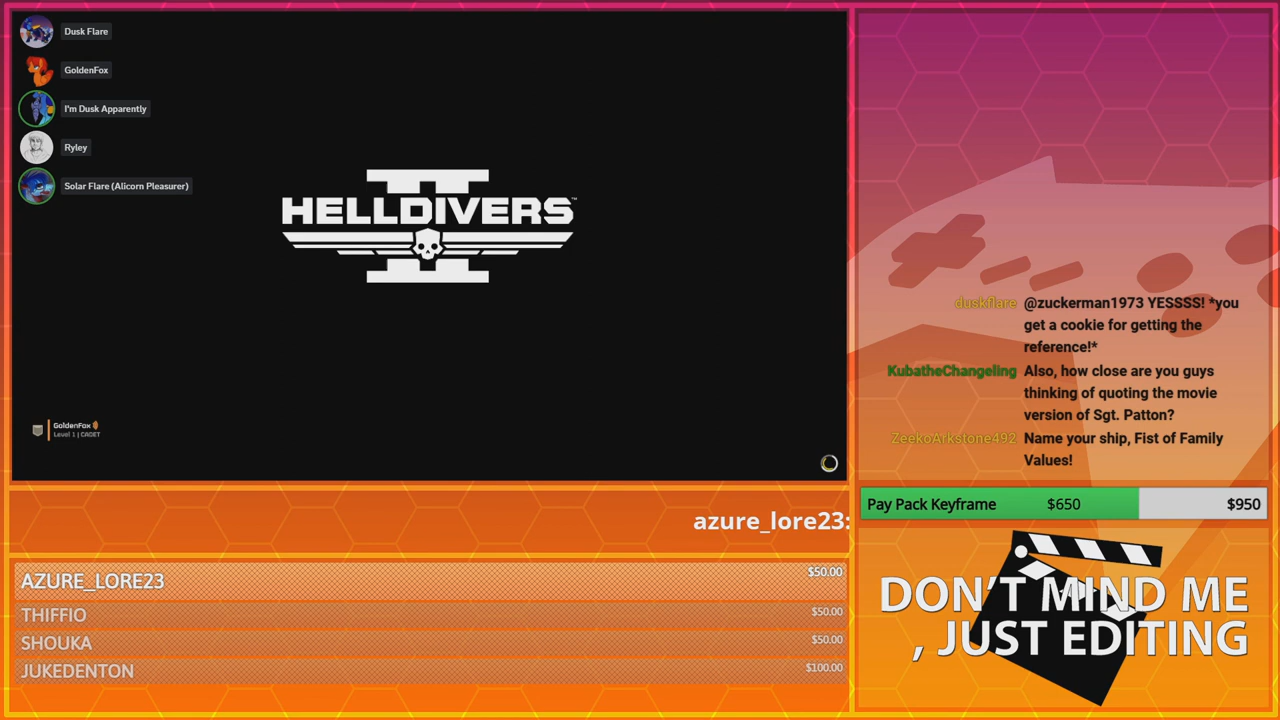 Dusk Flare
GoldenFox
I'm Dusk Apparently
Ryley
Solar Flare (Alicorn Pleasurer)
II
HELLDIVERS™
GoldenFox
Level 1 | CADET
duskflare @zuckerman1973 YESSSS! *you
get a cookie for getting the
reference!*
KubatheChangeling Also, how close are you guys
thinking of quoting the movie
version of Sgt. Patton?
ZeekoArkstone492 Name your ship, Fist of Family
Values!
Pay Pack Keyframe $650 $950
azure_lore23:
AZURE_LORE23 $50.00
THIFFIO $50.00
SHOUKA $50.00
JUKEDENTON $100.00
DON'T MIND ME
, JUST EDITING